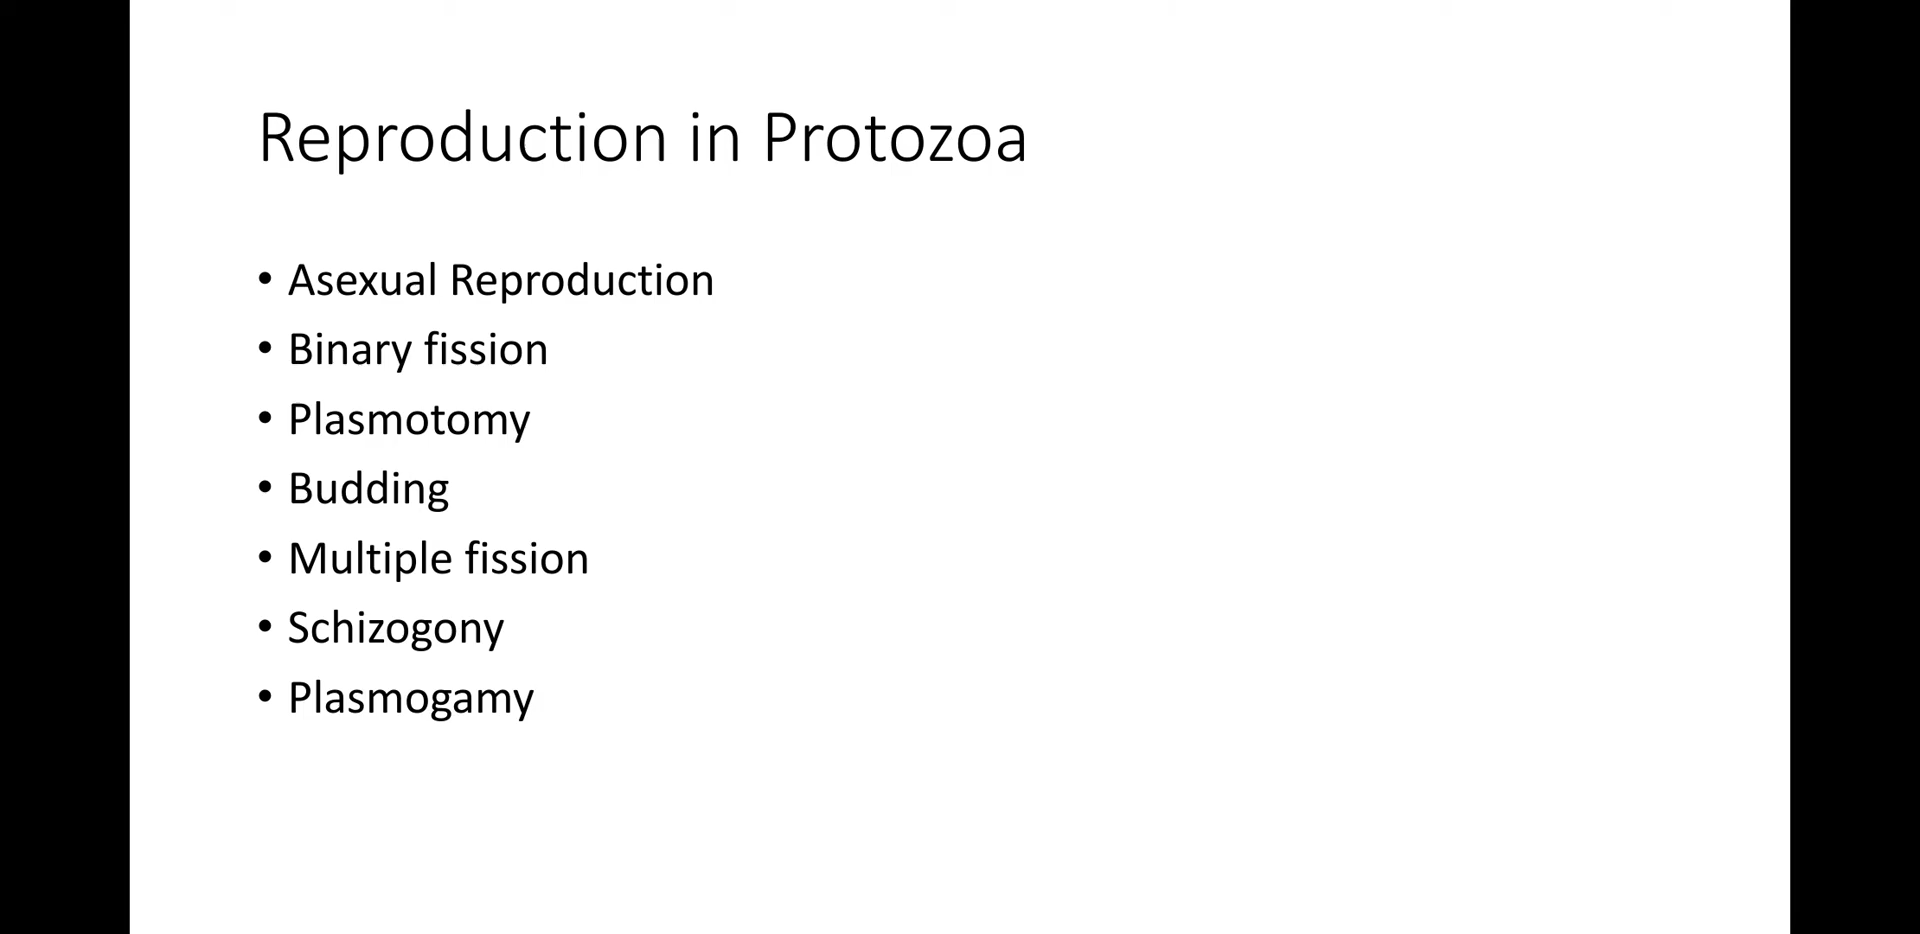 Reproduction in Protozoa
• Asexual Reproduction
• Binary fission
• Plasmotomy
• Budding
• Multiple fission
• Schizogony
• Plasmogamy